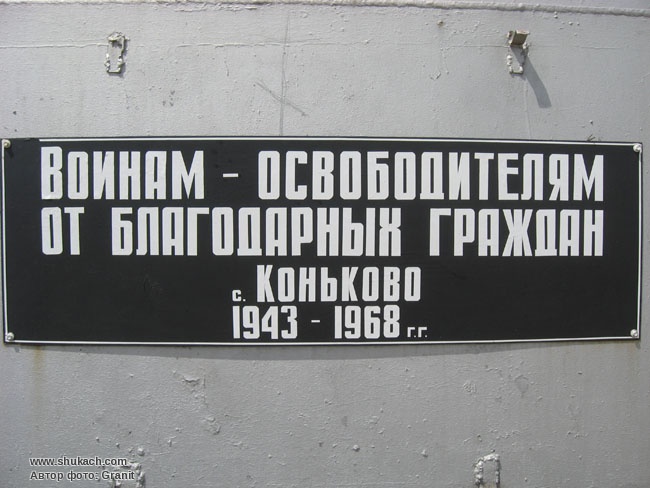 Воинам - освободителям
от благодарных граждан
с. Коньково
1943 - 1968 г.г.
www.shukach.com
Автор фото: Granit